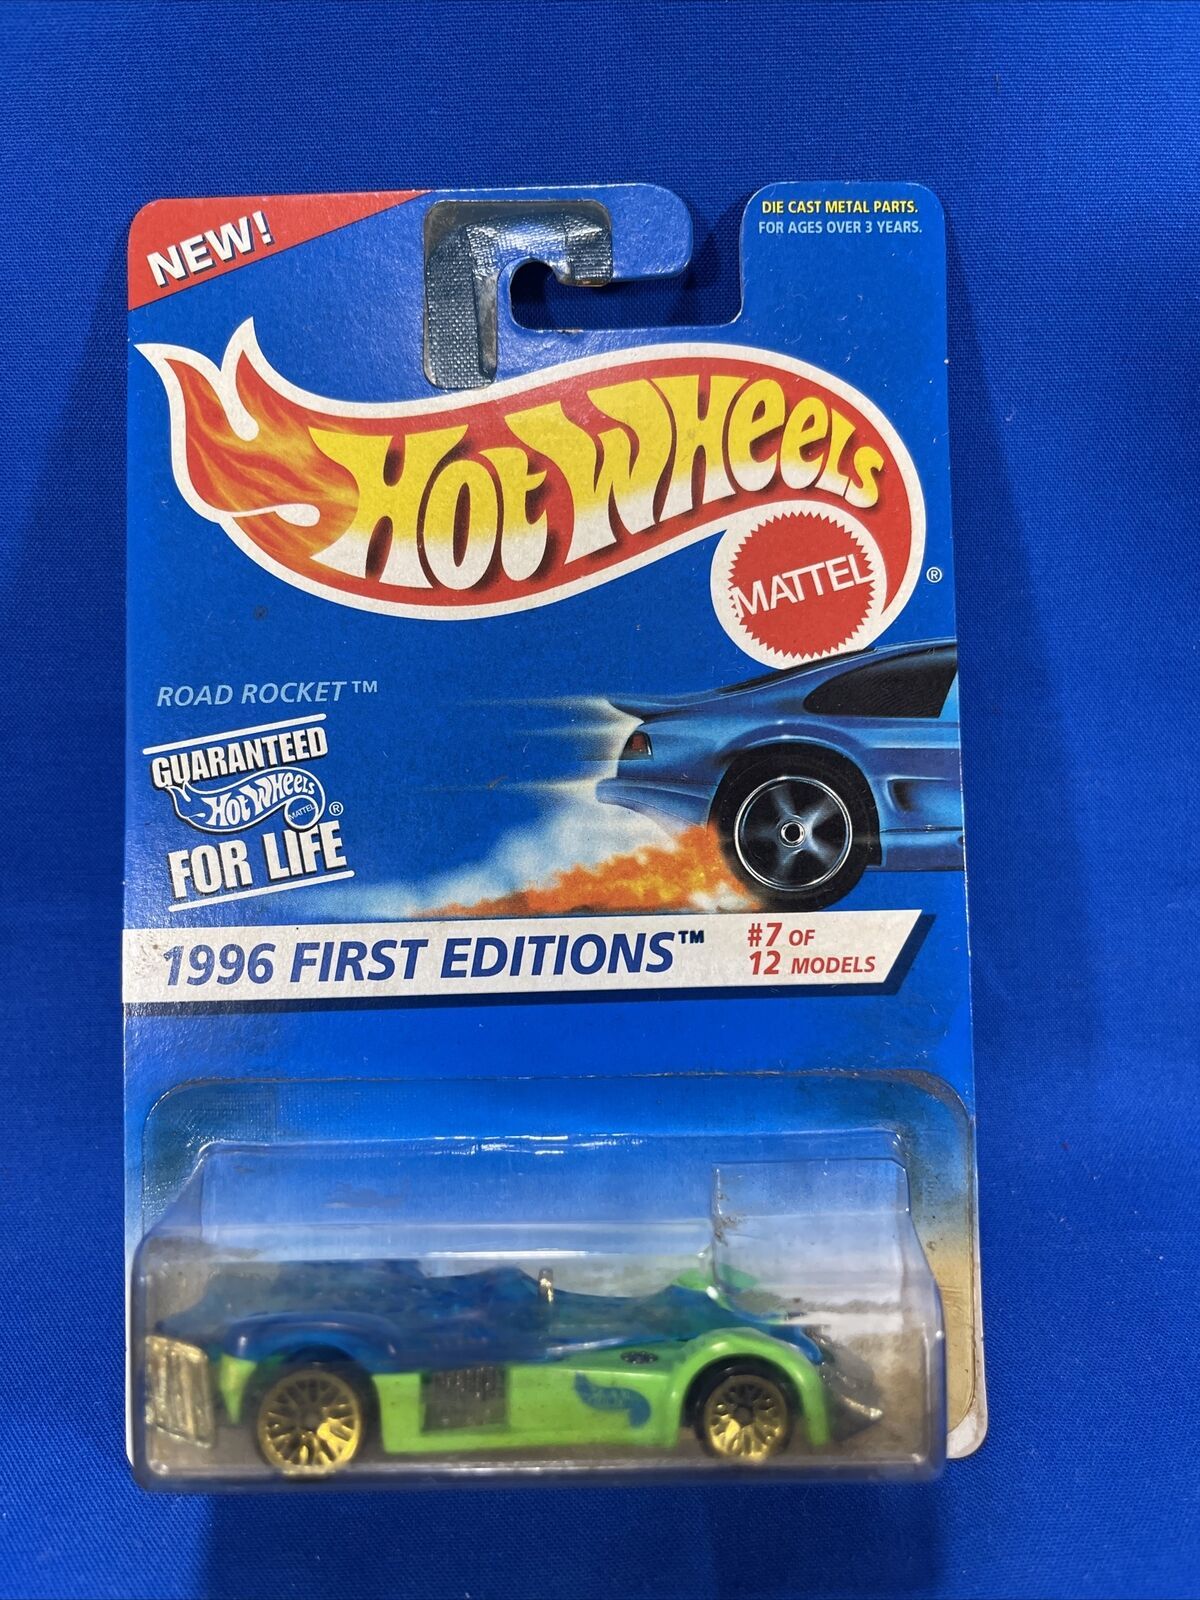 NEW!
DIE CAST METAL PARTS.
FOR AGES OVER 3 YEARS.
HOT WHEELS
MATTEL
®
ROAD ROCKET™
GUARANTEED
HOT WHEELS
MATTEL ®
FOR LIFE
1996 FIRST EDITIONS™
#7 OF
12 MODELS